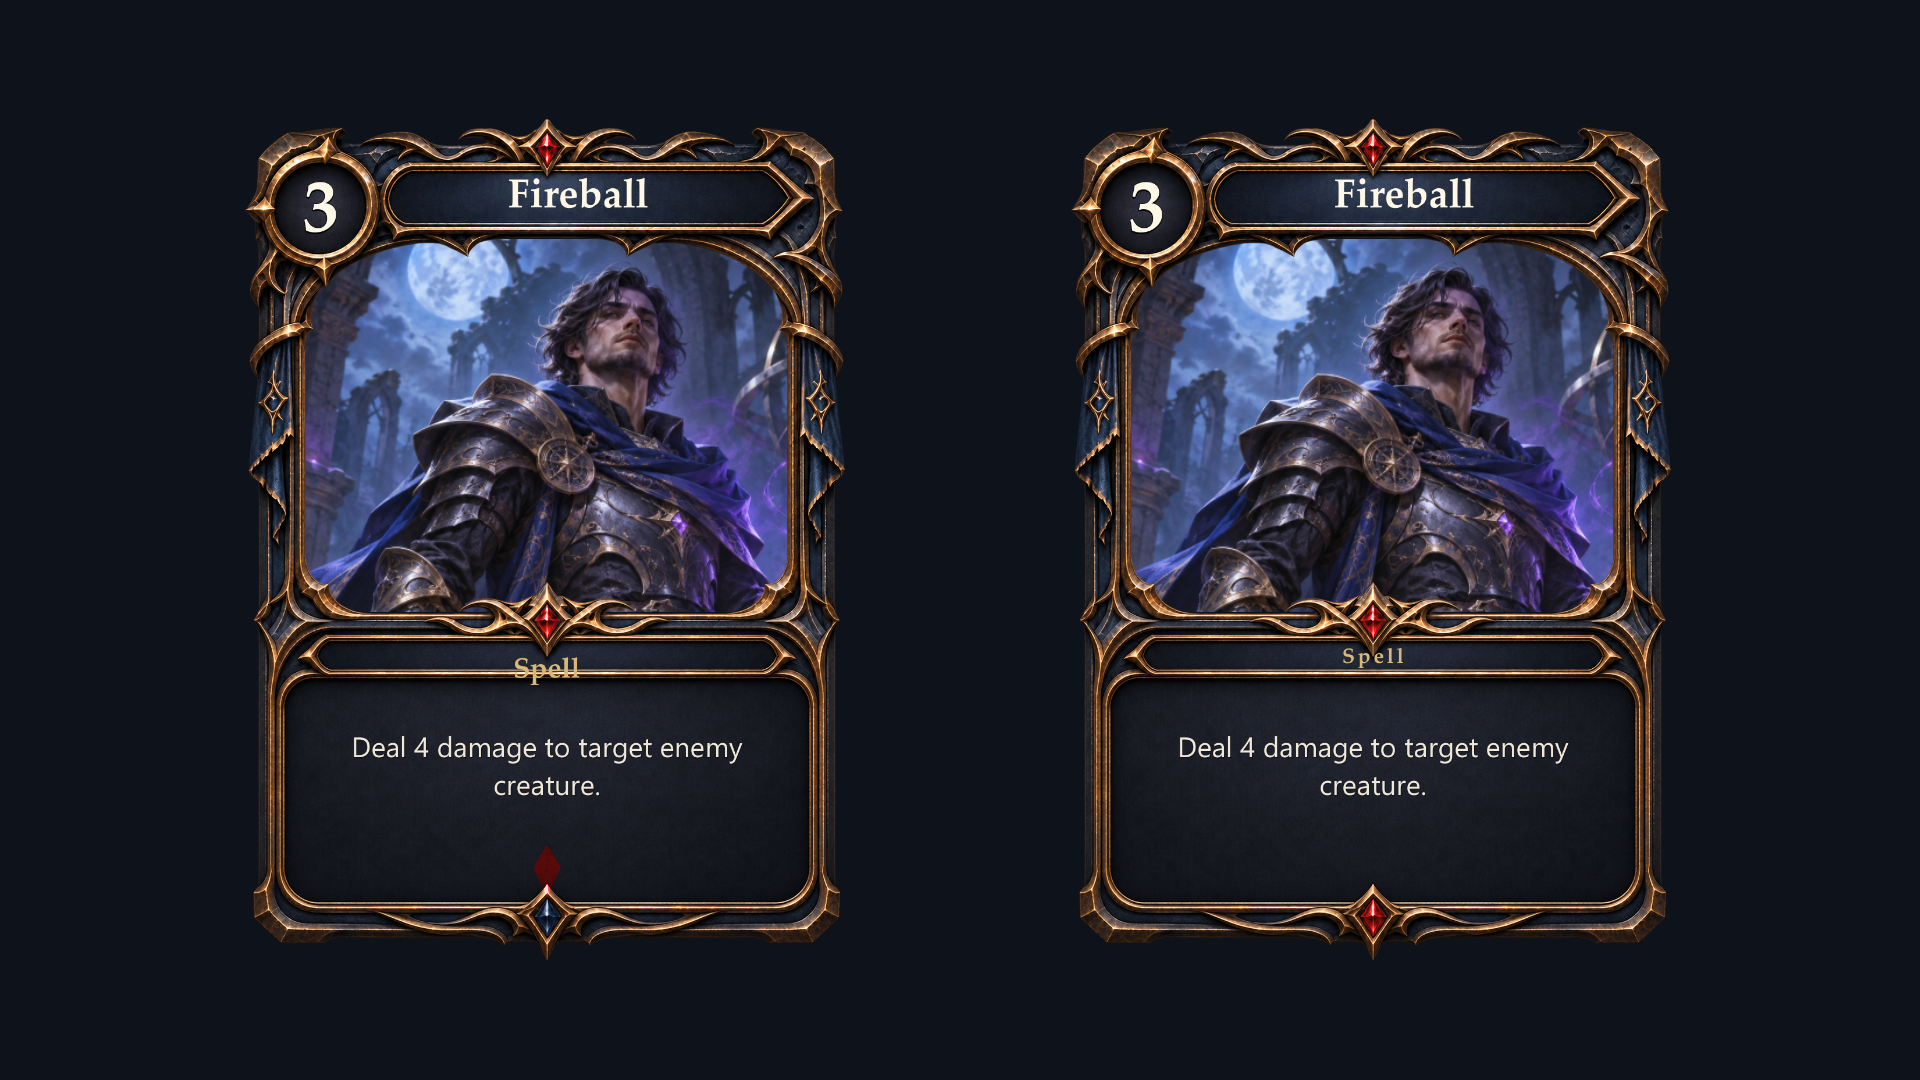 3
Fireball
Spell
Deal 4 damage to target enemy
creature.
3
Fireball
Spell
Deal 4 damage to target enemy
creature.